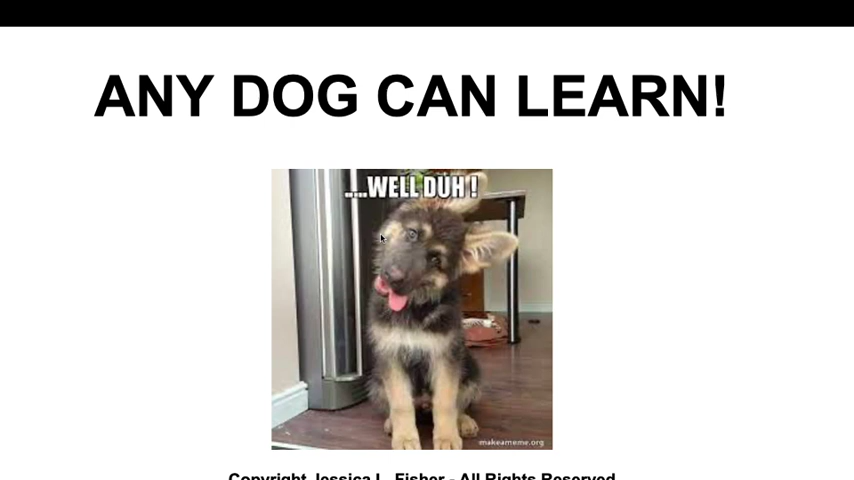 ANY DOG CAN LEARN!
....WELL DUH !
makeameme.org
Copyright Jessica L. Fisher - All Rights Reserved